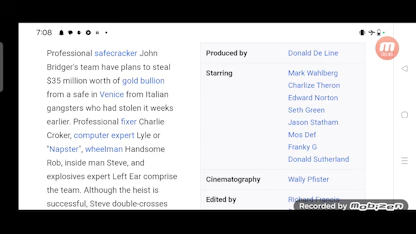 7:08
Professional safecracker John
Bridger's team have plans to steal
$35 million worth of gold bullion
from a safe in Venice from Italian
gangsters who had stolen it weeks
earlier. Professional fixer Charlie
Croker, computer expert Lyle or
"Napster", wheelman Handsome
Rob, inside man Steve, and
explosives expert Left Ear comprise
the team. Although the heist is
successful, Steve double-crosses
Produced by Donald De Line
Starring Mark Wahlberg
Charlize Theron
Edward Norton
Seth Green
Jason Statham
Mos Def
Franky G
Donald Sutherland
Cinematography Wally Pfister
Edited by Richard Francis
Recorded by MOBIZEN